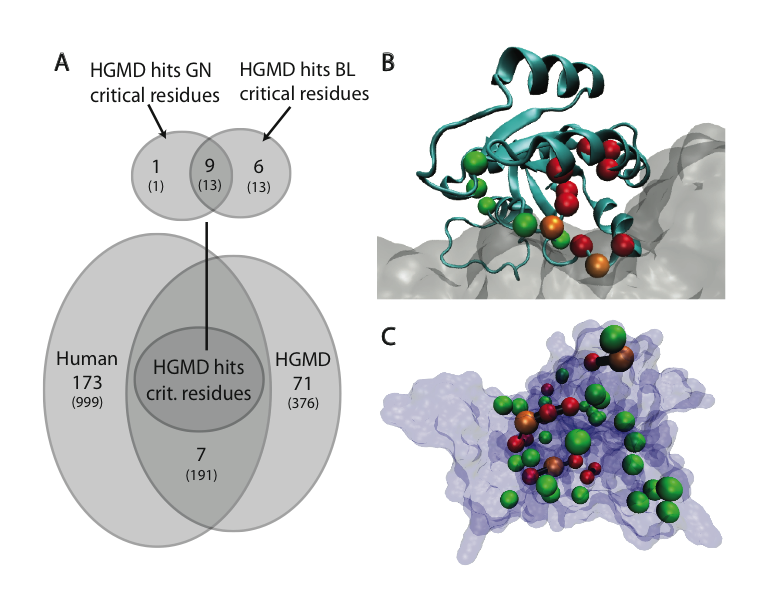 A
HGMD hits GN
critical residues
HGMD hits BL
critical residues
1
(1)
9
(13)
6
(13)
Human
173
(999)
HGMD hits
crit. residues
HGMD
71
(376)
7
(191)
B
C